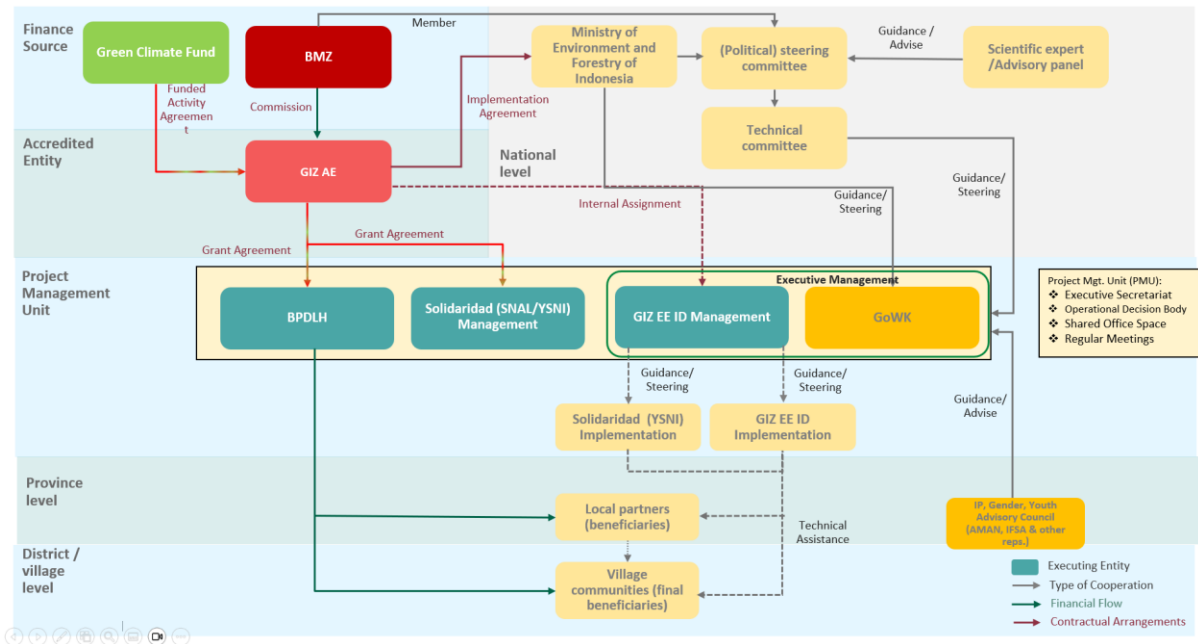 Finance
Source
Green Climate Fund
BMZ
Member
Ministry of
Environment and
Forestry of
Indonesia
(Political) steering
committee
Guidance /
Advise
Scientific expert
/Advisory panel
Funded
Activity
Agreemen
t
Commission
Implementation
Agreement
Technical
committee
Accredited
Entity
GIZ AE
National
level
Internal Assignment
Guidance/
Steering
Guidance/
Steering
Grant Agreement
Grant Agreement
Project
Management
Unit
Executive Management
BPDLH
Solidaridad (SNAL/YSNI)
Management
GIZ EE ID Management
GoWK
Project Mgt. Unit (PMU):
❖ Executive Secretariat
❖ Operational Decision Body
❖ Shared Office Space
❖ Regular Meetings
Guidance/
Steering
Guidance/
Steering
Guidance/
Advise
Solidaridad (YSNI)
Implementation
GIZ EE ID
Implementation
Province
level
Local partners
(beneficiaries)
Technical
Assistance
IP, Gender, Youth
Advisory Council
(AMAN, IFSA & other
reps.)
District /
village
level
Village
communities (final
beneficiaries)
Executing Entity
Type of Cooperation
Financial Flow
Contractual Arrangements